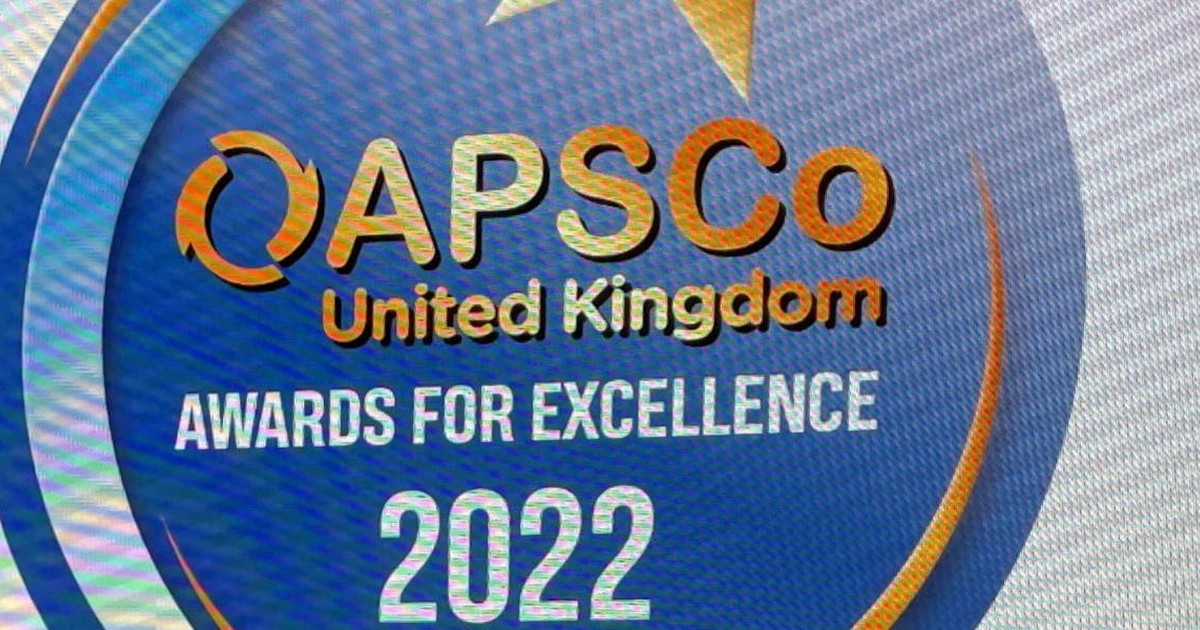 APSCo
United Kingdom
AWARDS FOR EXCELLENCE
2022